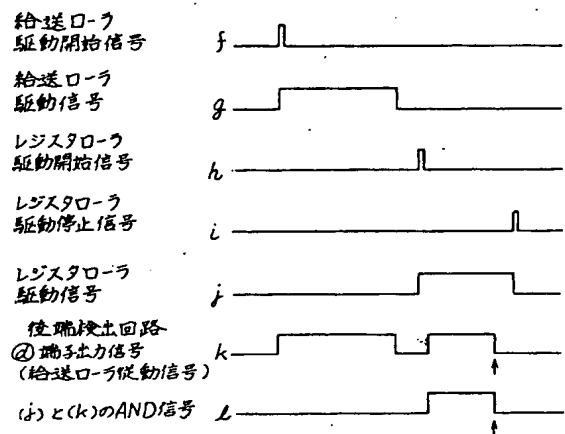 給送ローラ
駆動開始信号 f
給送ローラ
駆動信号 g
レジスタローラ
駆動開始信号 h
レジスタローラ
駆動停止信号 i
レジスタローラ
駆動信号 j
後端検出回路
ⓓ端子出力信号 k
(給送ローラ従動信号)
(j)と(k)のAND信号 l